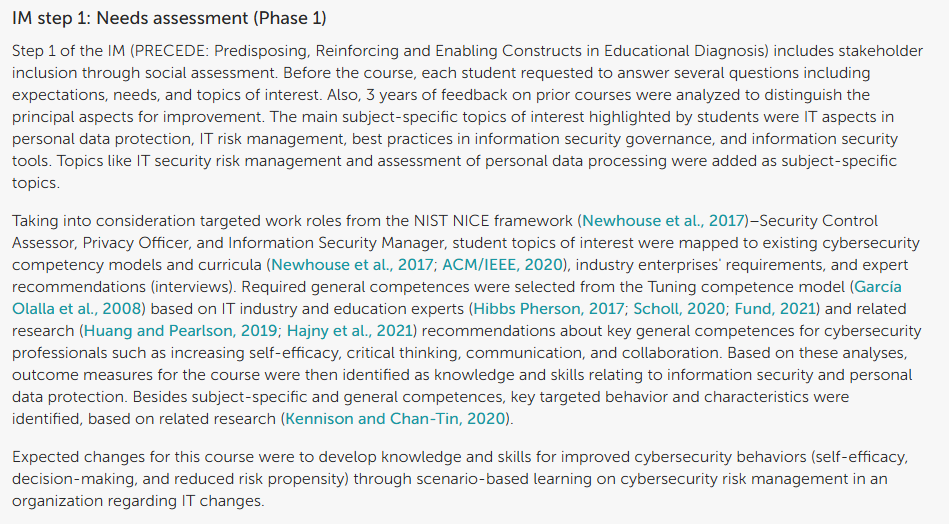 IM step 1: Needs assessment (Phase 1)
Step 1 of the IM (PRECEDE: Predisposing, Reinforcing and Enabling Constructs in Educational Diagnosis) includes stakeholder
inclusion through social assessment. Before the course, each student requested to answer several questions including
expectations, needs, and topics of interest. Also, 3 years of feedback on prior courses were analyzed to distinguish the
principal aspects for improvement. The main subject-specific topics of interest highlighted by students were IT aspects in
personal data protection, IT risk management, best practices in information security governance, and information security
tools. Topics like IT security risk management and assessment of personal data processing were added as subject-specific
topics.
Taking into consideration targeted work roles from the NIST NICE framework (Newhouse et al., 2017)–Security Control
Assessor, Privacy Officer, and Information Security Manager, student topics of interest were mapped to existing cybersecurity
competency models and curricula (Newhouse et al., 2017; ACM/IEEE, 2020), industry enterprises' requirements, and expert
recommendations (interviews). Required general competences were selected from the Tuning competence model (García
Olalla et al., 2008) based on IT industry and education experts (Hibbs Pherson, 2017; Scholl, 2020; Fund, 2021) and related
research (Huang and Pearlson, 2019; Hajny et al., 2021) recommendations about key general competences for cybersecurity
professionals such as increasing self-efficacy, critical thinking, communication, and collaboration. Based on these analyses,
outcome measures for the course were then identified as knowledge and skills relating to information security and personal
data protection. Besides subject-specific and general competences, key targeted behavior and characteristics were
identified, based on related research (Kennison and Chan-Tin, 2020).
Expected changes for this course were to develop knowledge and skills for improved cybersecurity behaviors (self-efficacy,
decision-making, and reduced risk propensity) through scenario-based learning on cybersecurity risk management in an
organization regarding IT changes.